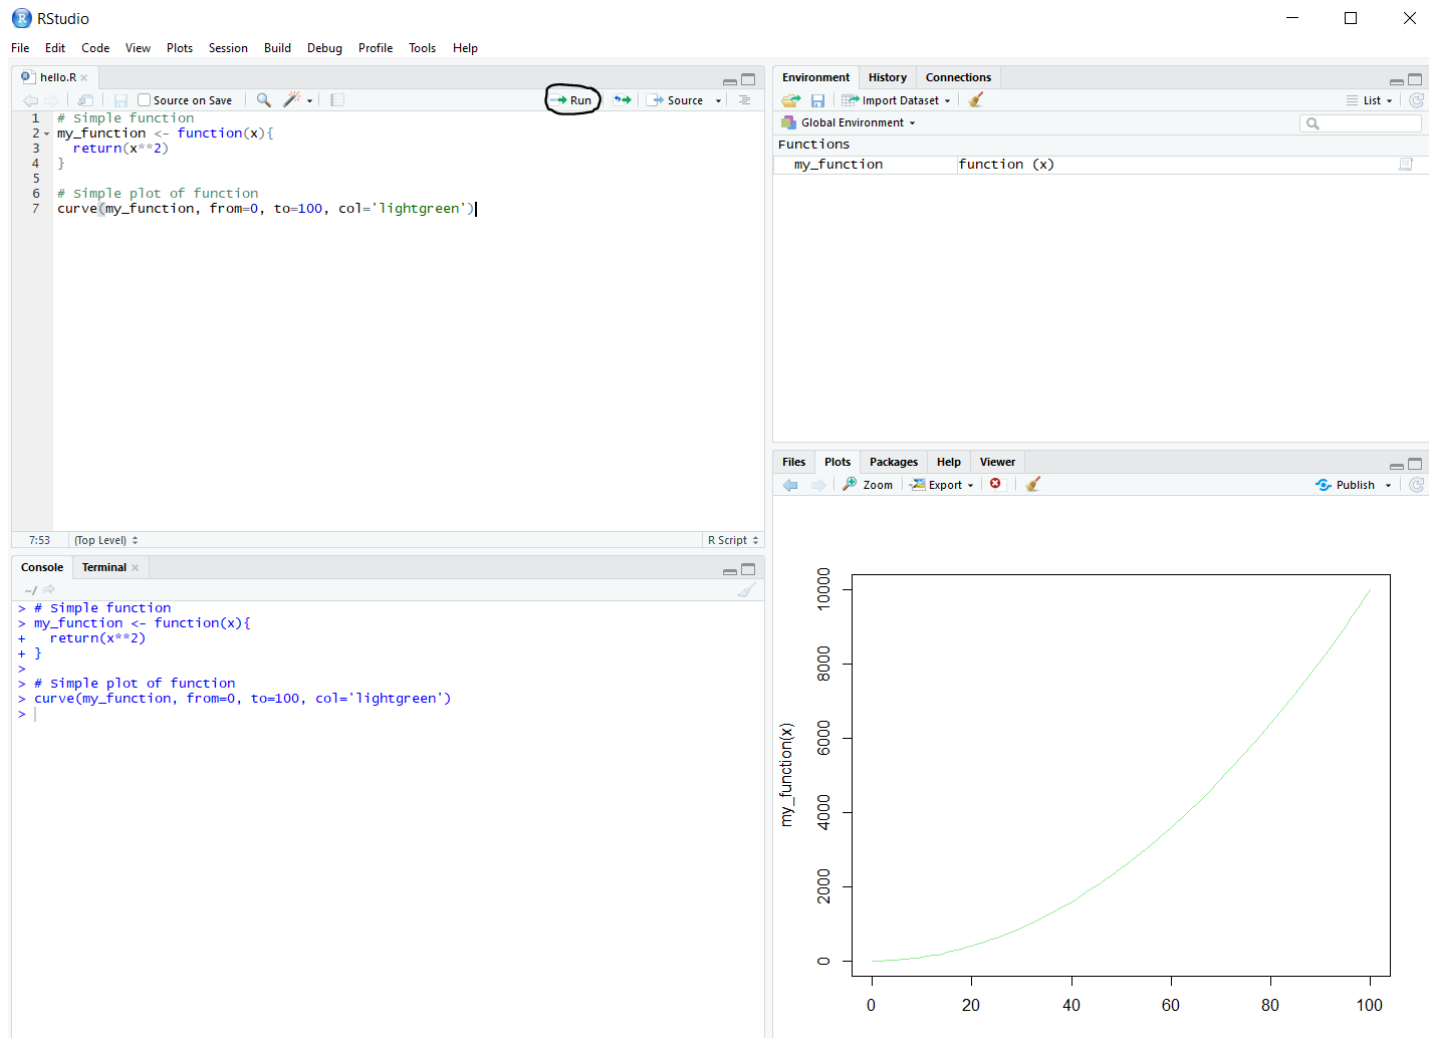 RStudio
File Edit Code View Plots Session Build Debug Profile Tools Help
hello.R
Source on Save Run Source
1 # Simple function
2 my_function <- function(x){
3   return(x**2)
4 }
5
6 # Simple plot of function
7 curve(my_function, from=0, to=100, col='lightgreen')
7:53 (Top Level) R Script
Console Terminal
~/
> # Simple function
> my_function <- function(x){
+   return(x**2)
+ }
>
> # Simple plot of function
> curve(my_function, from=0, to=100, col='lightgreen')
>
Environment History Connections
Import Dataset List
Global Environment
Functions
my_function function (x)
Files Plots Packages Help Viewer
Zoom Export Publish
my_function(x)
10000
8000
6000
4000
2000
0
0 20 40 60 80 100